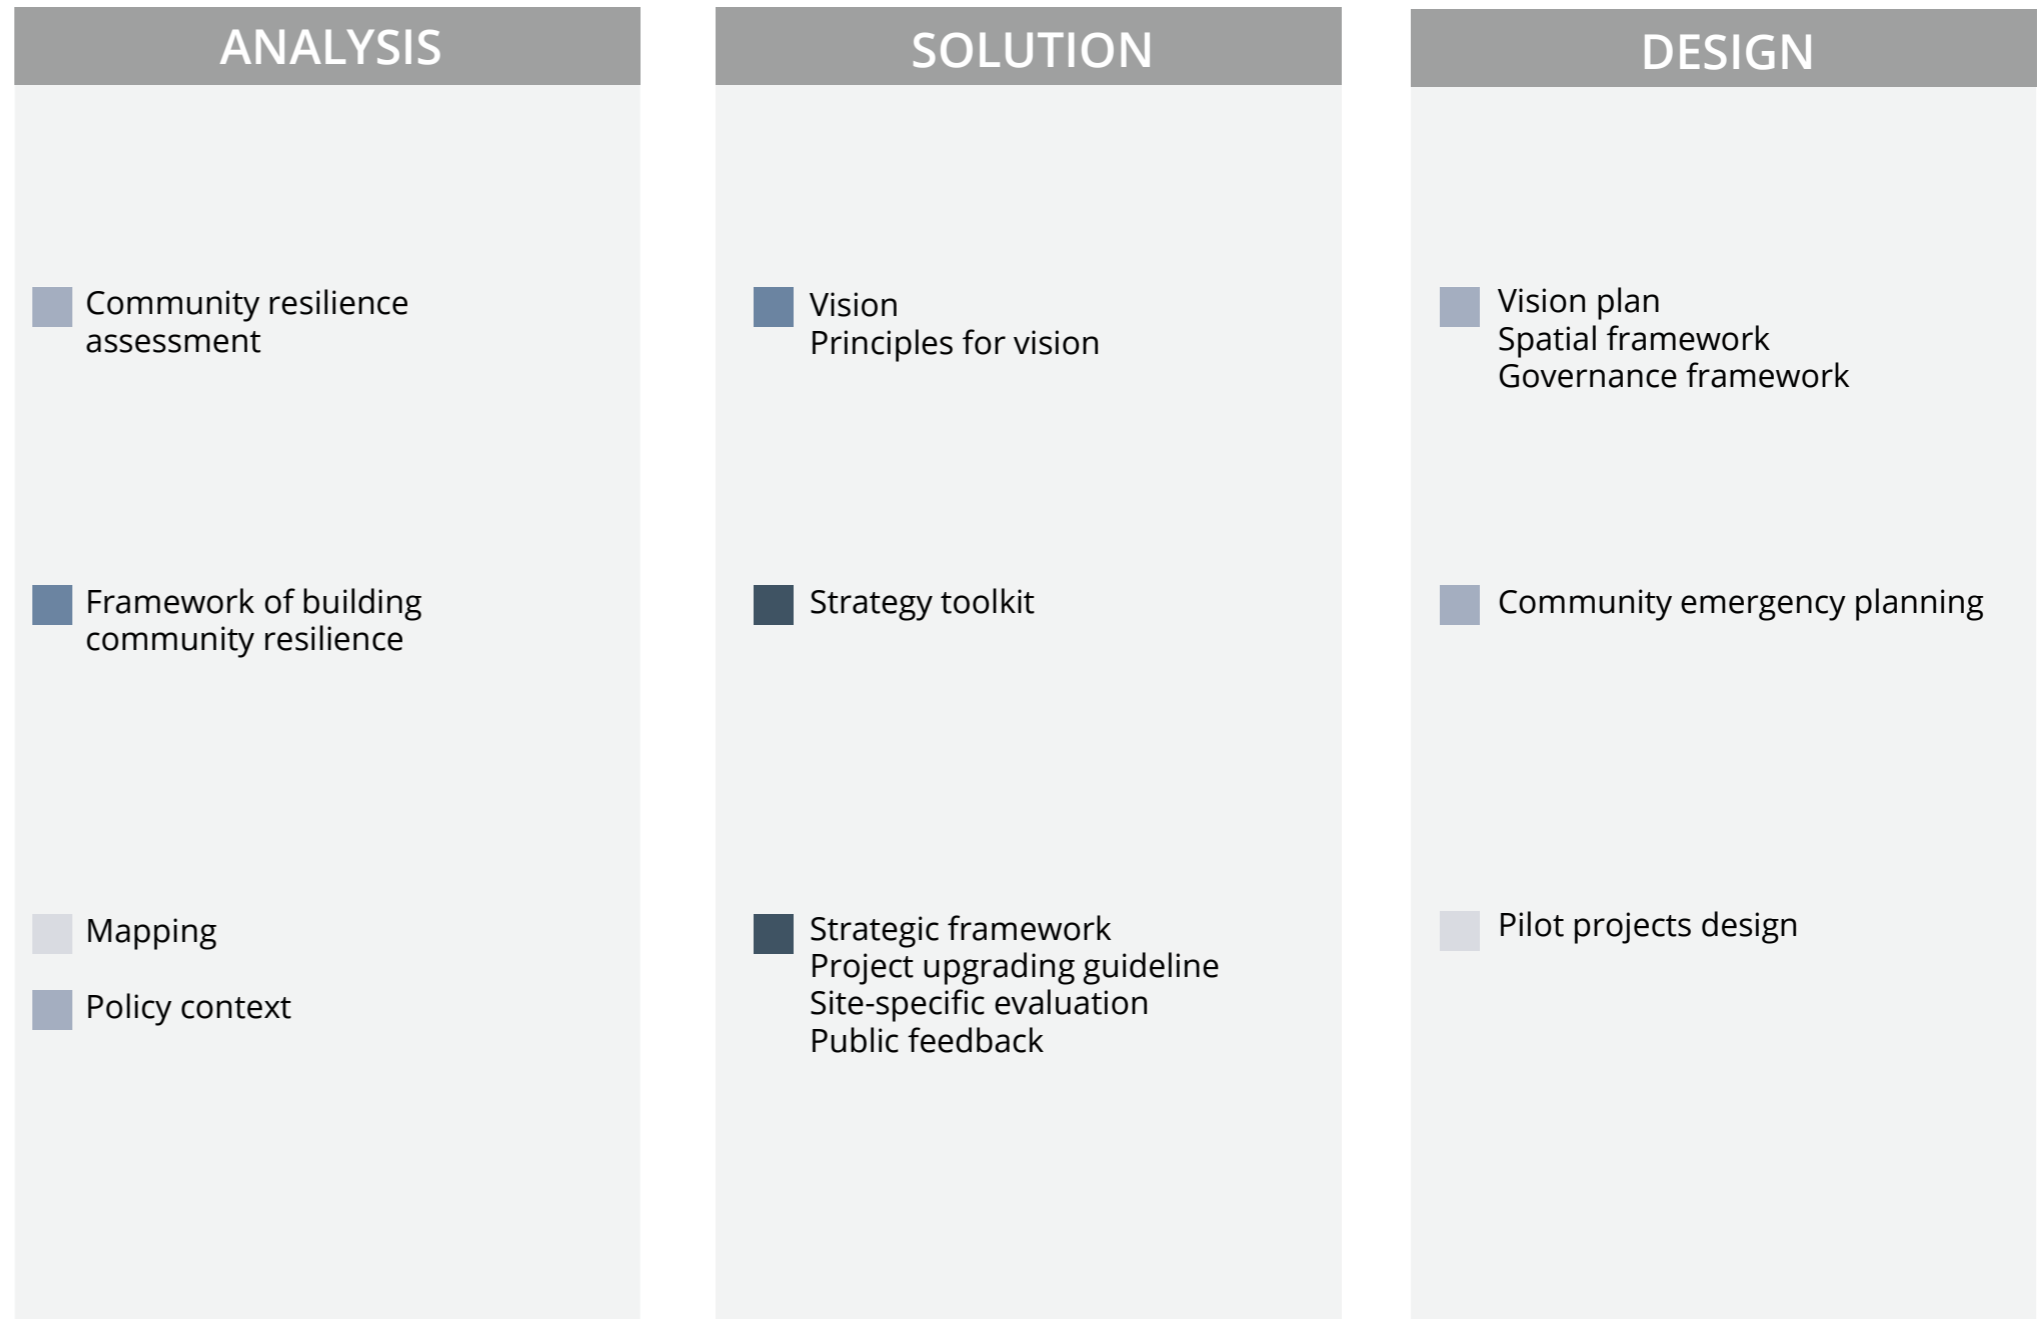 ANALYSIS
Community resilience
assessment
Framework of building
community resilience
Mapping
Policy context
SOLUTION
Vision
Principles for vision
Strategy toolkit
Strategic framework
Project upgrading guideline
Site-specific evaluation
Public feedback
DESIGN
Vision plan
Spatial framework
Governance framework
Community emergency planning
Pilot projects design